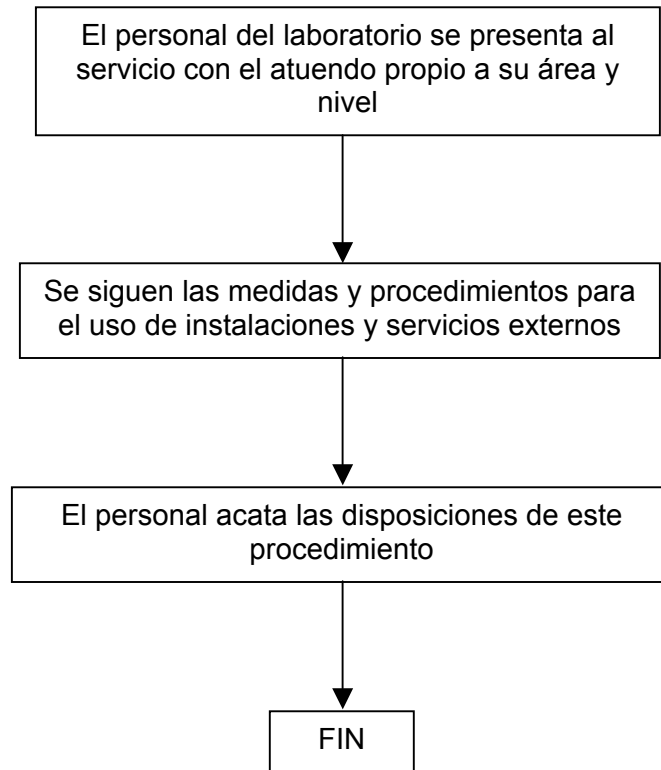 El personal del laboratorio se presenta al
servicio con el atuendo propio a su área y
nivel
Se siguen las medidas y procedimientos para
el uso de instalaciones y servicios externos
El personal acata las disposiciones de este
procedimiento
FIN